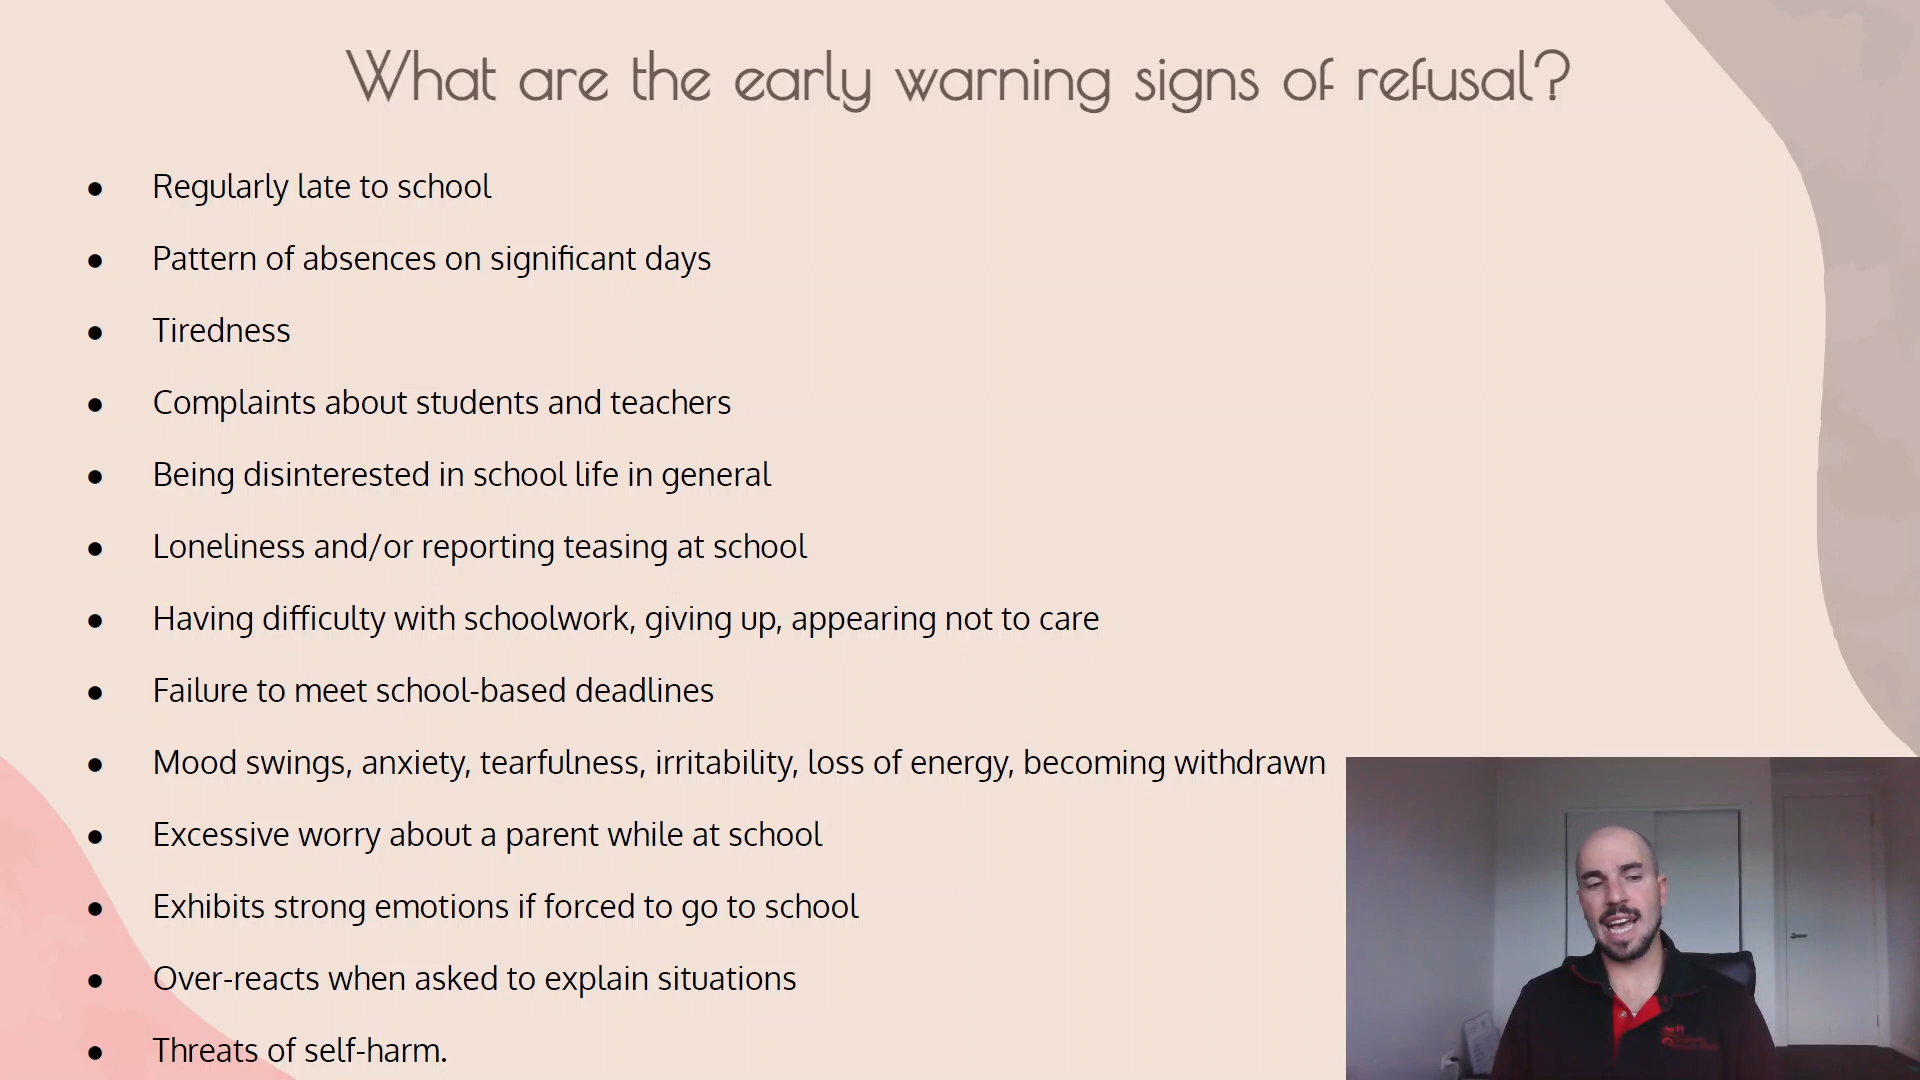 What are the early warning signs of refusal?
● Regularly late to school
● Pattern of absences on significant days
● Tiredness
● Complaints about students and teachers
● Being disinterested in school life in general
● Loneliness and/or reporting teasing at school
● Having difficulty with schoolwork, giving up, appearing not to care
● Failure to meet school-based deadlines
● Mood swings, anxiety, tearfulness, irritability, loss of energy, becoming withdrawn
● Excessive worry about a parent while at school
● Exhibits strong emotions if forced to go to school
● Over-reacts when asked to explain situations
● Threats of self-harm.